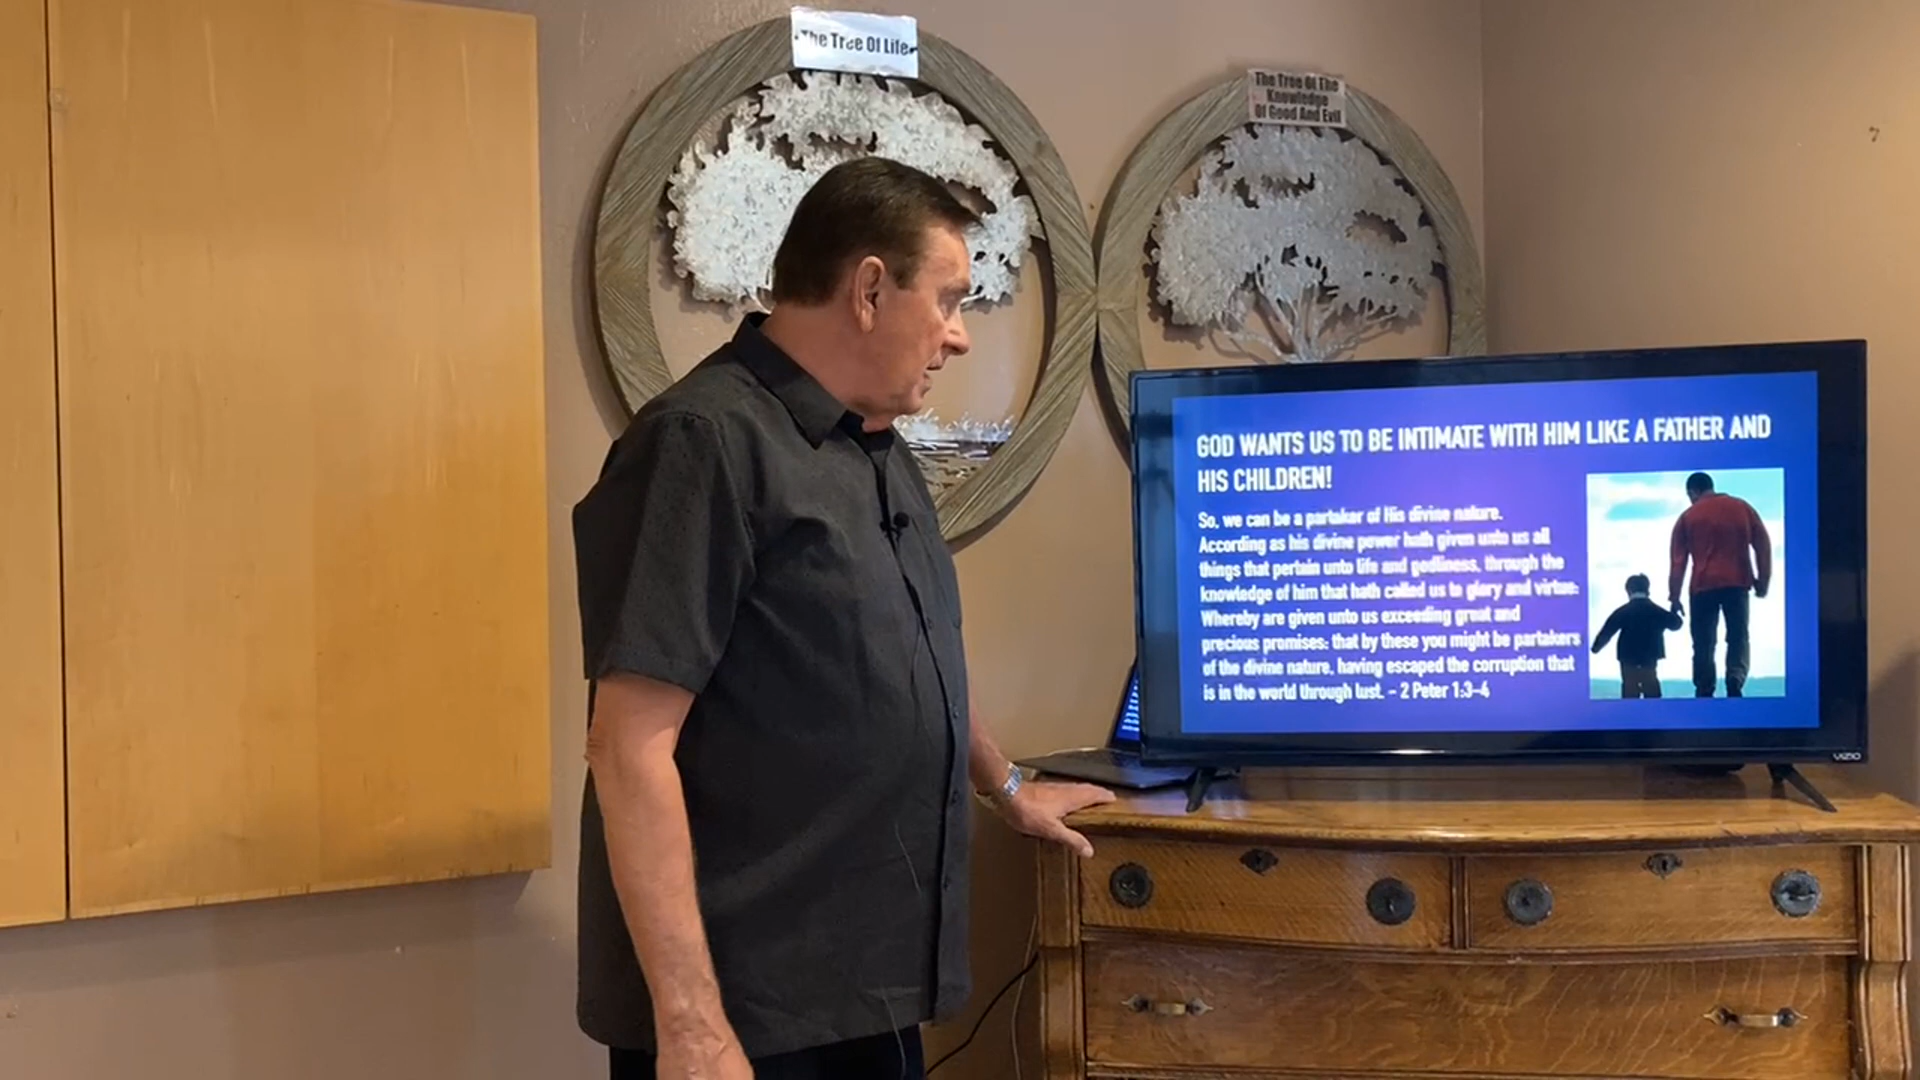 The Tree Of Life
The Tree Of The
Knowledge
Of Good And Evil
GOD WANTS US TO BE INTIMATE WITH HIM LIKE A FATHER AND
HIS CHILDREN!
So, we can be a partaker of His divine nature.
According as his divine power hath given unto us all
things that pertain unto life and godliness, through the
knowledge of him that hath called us to glory and virtue:
Whereby are given unto us exceeding great and
precious promises: that by these you might be partakers
of the divine nature, having escaped the corruption that
is in the world through lust. – 2 Peter 1:3–4
VIZIO